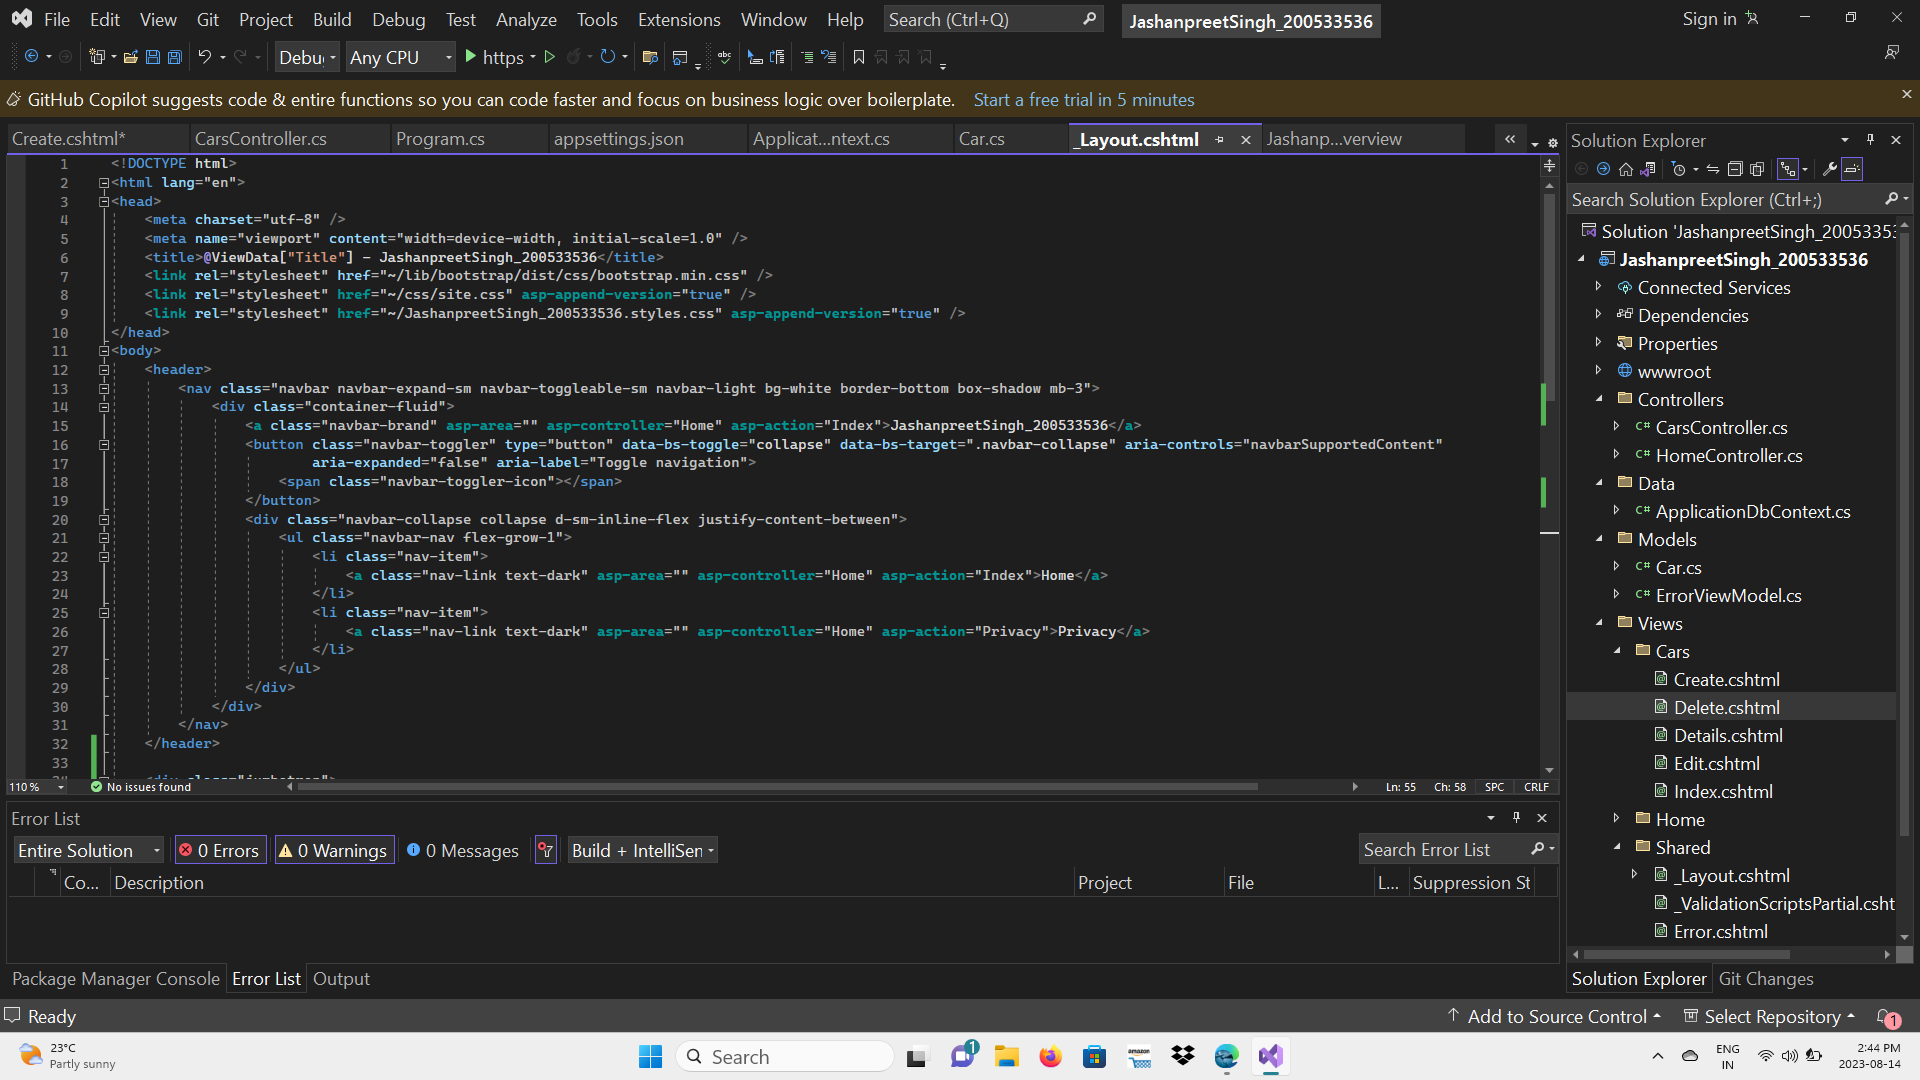 File Edit View Git Project Build Debug Test Analyze Tools Extensions Window Help Search (Ctrl+Q) JashanpreetSingh_200533536 Sign in
Debu Any CPU https
GitHub Copilot suggests code & entire functions so you can code faster and focus on business logic over boilerplate. Start a free trial in 5 minutes
Create.cshtml* CarsController.cs Program.cs appsettings.json Applicat...ntext.cs Car.cs _Layout.cshtml Jashanp...verview
1 <!DOCTYPE html>
2 <html lang="en">
3 <head>
4 <meta charset="utf-8" />
5 <meta name="viewport" content="width=device-width, initial-scale=1.0" />
6 <title>@ViewData["Title"] - JashanpreetSingh_200533536</title>
7 <link rel="stylesheet" href="~/lib/bootstrap/dist/css/bootstrap.min.css" />
8 <link rel="stylesheet" href="~/css/site.css" asp-append-version="true" />
9 <link rel="stylesheet" href="~/JashanpreetSingh_200533536.styles.css" asp-append-version="true" />
10 </head>
11 <body>
12 <header>
13 <nav class="navbar navbar-expand-sm navbar-toggleable-sm navbar-light bg-white border-bottom box-shadow mb-3">
14 <div class="container-fluid">
15 <a class="navbar-brand" asp-area="" asp-controller="Home" asp-action="Index">JashanpreetSingh_200533536</a>
16 <button class="navbar-toggler" type="button" data-bs-toggle="collapse" data-bs-target=".navbar-collapse" aria-controls="navbarSupportedContent"
17 aria-expanded="false" aria-label="Toggle navigation">
18 <span class="navbar-toggler-icon"></span>
19 </button>
20 <div class="navbar-collapse collapse d-sm-inline-flex justify-content-between">
21 <ul class="navbar-nav flex-grow-1">
22 <li class="nav-item">
23 <a class="nav-link text-dark" asp-area="" asp-controller="Home" asp-action="Index">Home</a>
24 </li>
25 <li class="nav-item">
26 <a class="nav-link text-dark" asp-area="" asp-controller="Home" asp-action="Privacy">Privacy</a>
27 </li>
28 </ul>
29 </div>
30 </div>
31 </nav>
32 </header>
33
110 % No issues found Ln: 55 Ch: 58 SPC CRLF
Error List
Entire Solution 0 Errors 0 Warnings 0 Messages Build + IntelliSen Search Error List
Co... Description Project File L... Suppression St
Package Manager Console Error List Output
Solution Explorer
Search Solution Explorer (Ctrl+;)
Solution 'JashanpreetSingh_20053353
JashanpreetSingh_200533536
Connected Services
Dependencies
Properties
wwwroot
Controllers
C# CarsController.cs
C# HomeController.cs
Data
C# ApplicationDbContext.cs
Models
C# Car.cs
C# ErrorViewModel.cs
Views
Cars
Create.cshtml
Delete.cshtml
Details.cshtml
Edit.cshtml
Index.cshtml
Home
Shared
_Layout.cshtml
_ValidationScriptsPartial.csht
Error.cshtml
Solution Explorer Git Changes
Ready Add to Source Control Select Repository 1
23°C
Partly sunny
Search
1
amazon
ENG
IN
2:44 PM
2023-08-14